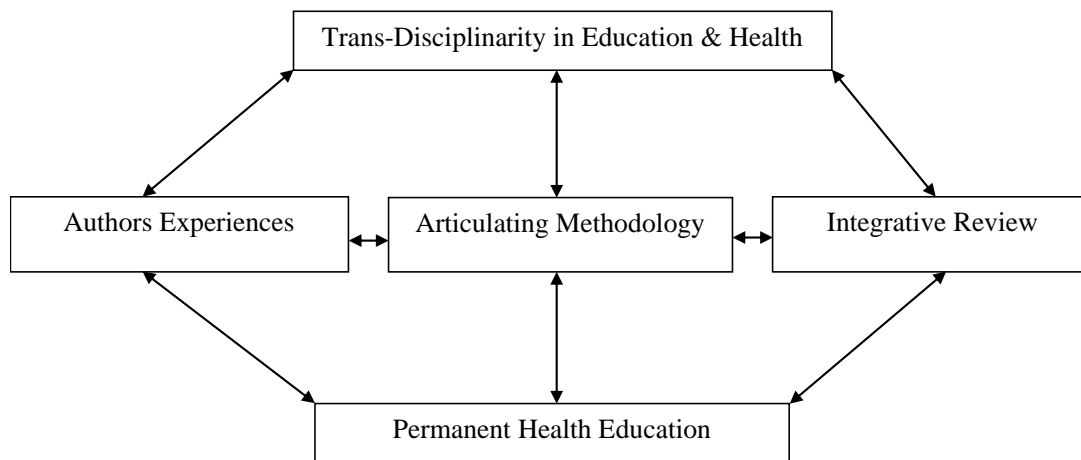 Trans-Disciplinarity in Education & Health
Authors Experiences
Articulating Methodology
Integrative Review
Permanent Health Education